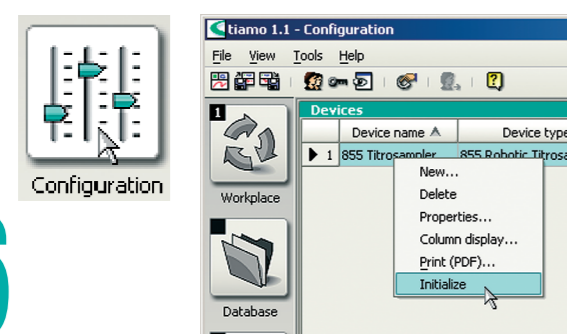 Configuration
6
tiamo 1.1 - Configuration
File View Tools Help
1
Devices
Device name Device type
1 855 Titrosampler 855 Robotic Titrosa
Workplace
New...
Delete
Properties...
Column display...
Print (PDF)...
Initialize
Database